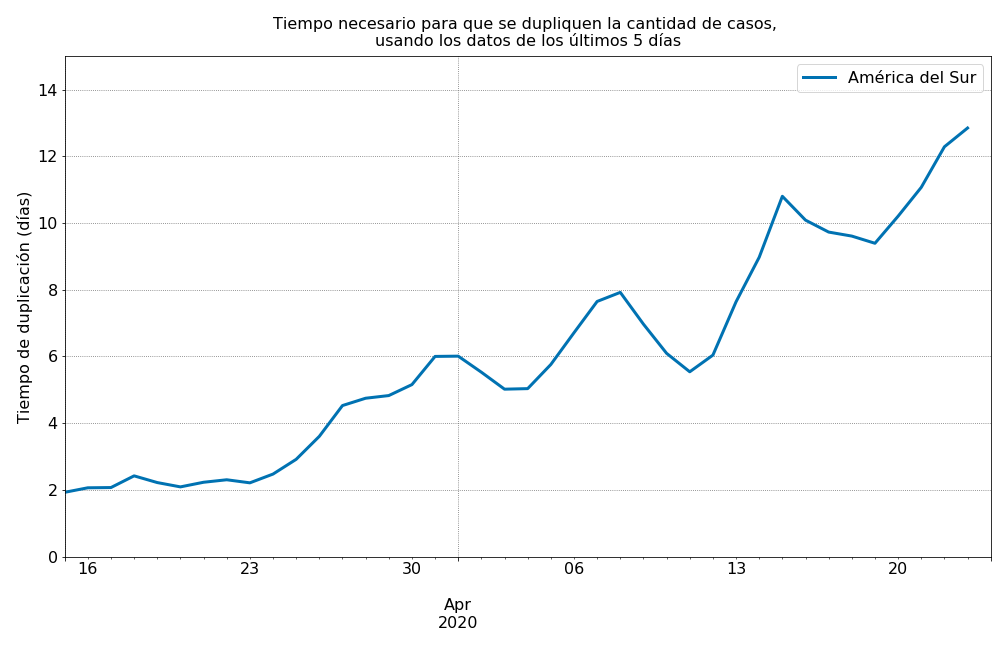 Tiempo necesario para que se dupliquen la cantidad de casos,
usando los datos de los últimos 5 días
América del Sur
Tiempo de duplicación (días)
14
12
10
8
6
4
2
0
16 23 30 06 13 20
Apr
2020